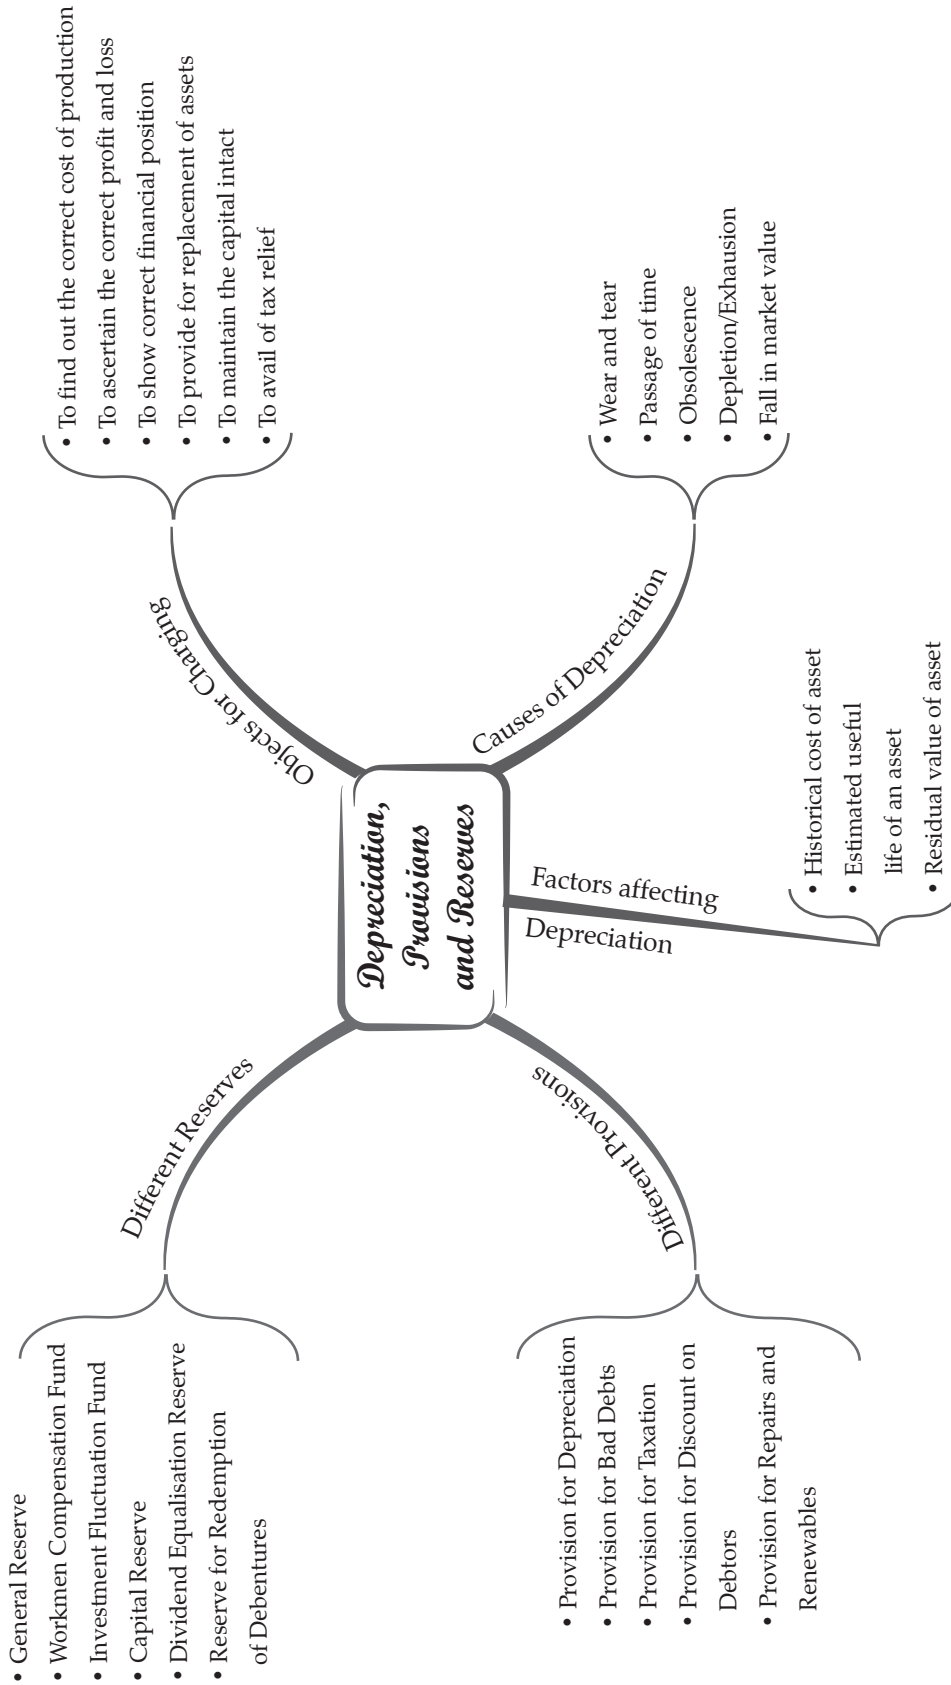 Depreciation,
Provisions
and Reserves
Different Reserves
• General Reserve
• Workmen Compensation Fund
• Investment Fluctuation Fund
• Capital Reserve
• Dividend Equalisation Reserve
• Reserve for Redemption
of Debentures
Objects for Charging
• To find out the correct cost of production
• To ascertain the correct profit and loss
• To show correct financial position
• To provide for replacement of assets
• To maintain the capital intact
• To avail of tax relief
Different Provisions
• Provision for Depreciation
• Provision for Bad Debts
• Provision for Taxation
• Provision for Discount on
Debtors
• Provision for Repairs and
Renewables
Factors affecting
Depreciation
• Historical cost of asset
• Estimated useful
life of an asset
• Residual value of asset
Causes of Depreciation
• Wear and tear
• Passage of time
• Obsolescence
• Depletion/Exhausion
• Fall in market value